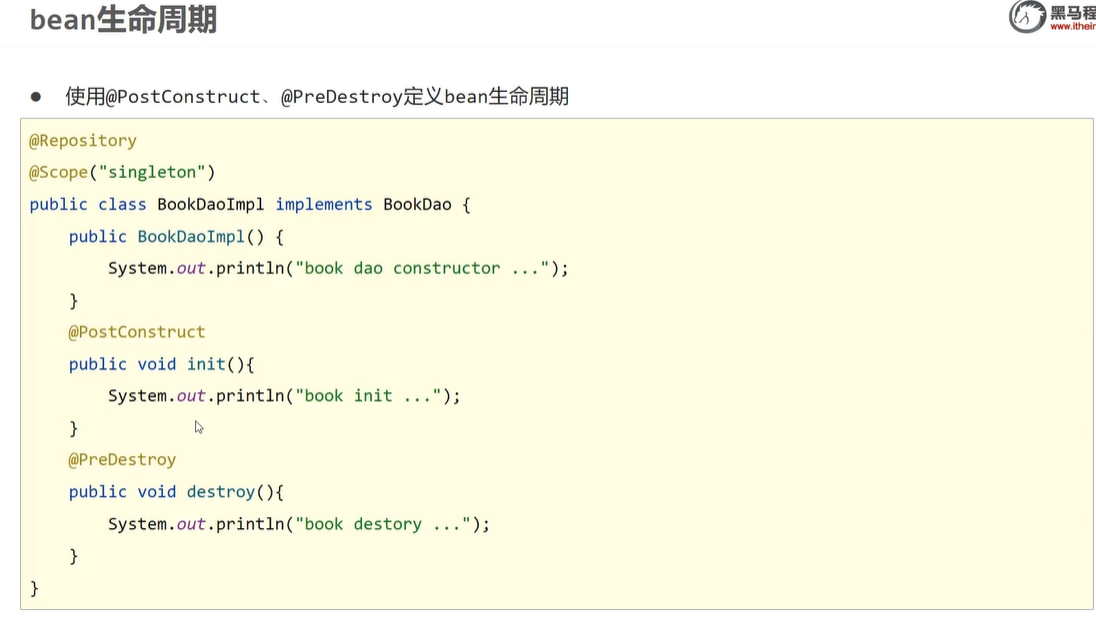 bean生命周期
黑马程
www.ithein
● 使用@PostConstruct、@PreDestroy定义bean生命周期
@Repository
@Scope("singleton")
public class BookDaoImpl implements BookDao {
    public BookDaoImpl() {
        System.out.println("book dao constructor ...");
    }
    @PostConstruct
    public void init(){
        System.out.println("book init ...");
    }
    @PreDestroy
    public void destroy(){
        System.out.println("book destory ...");
    }
}